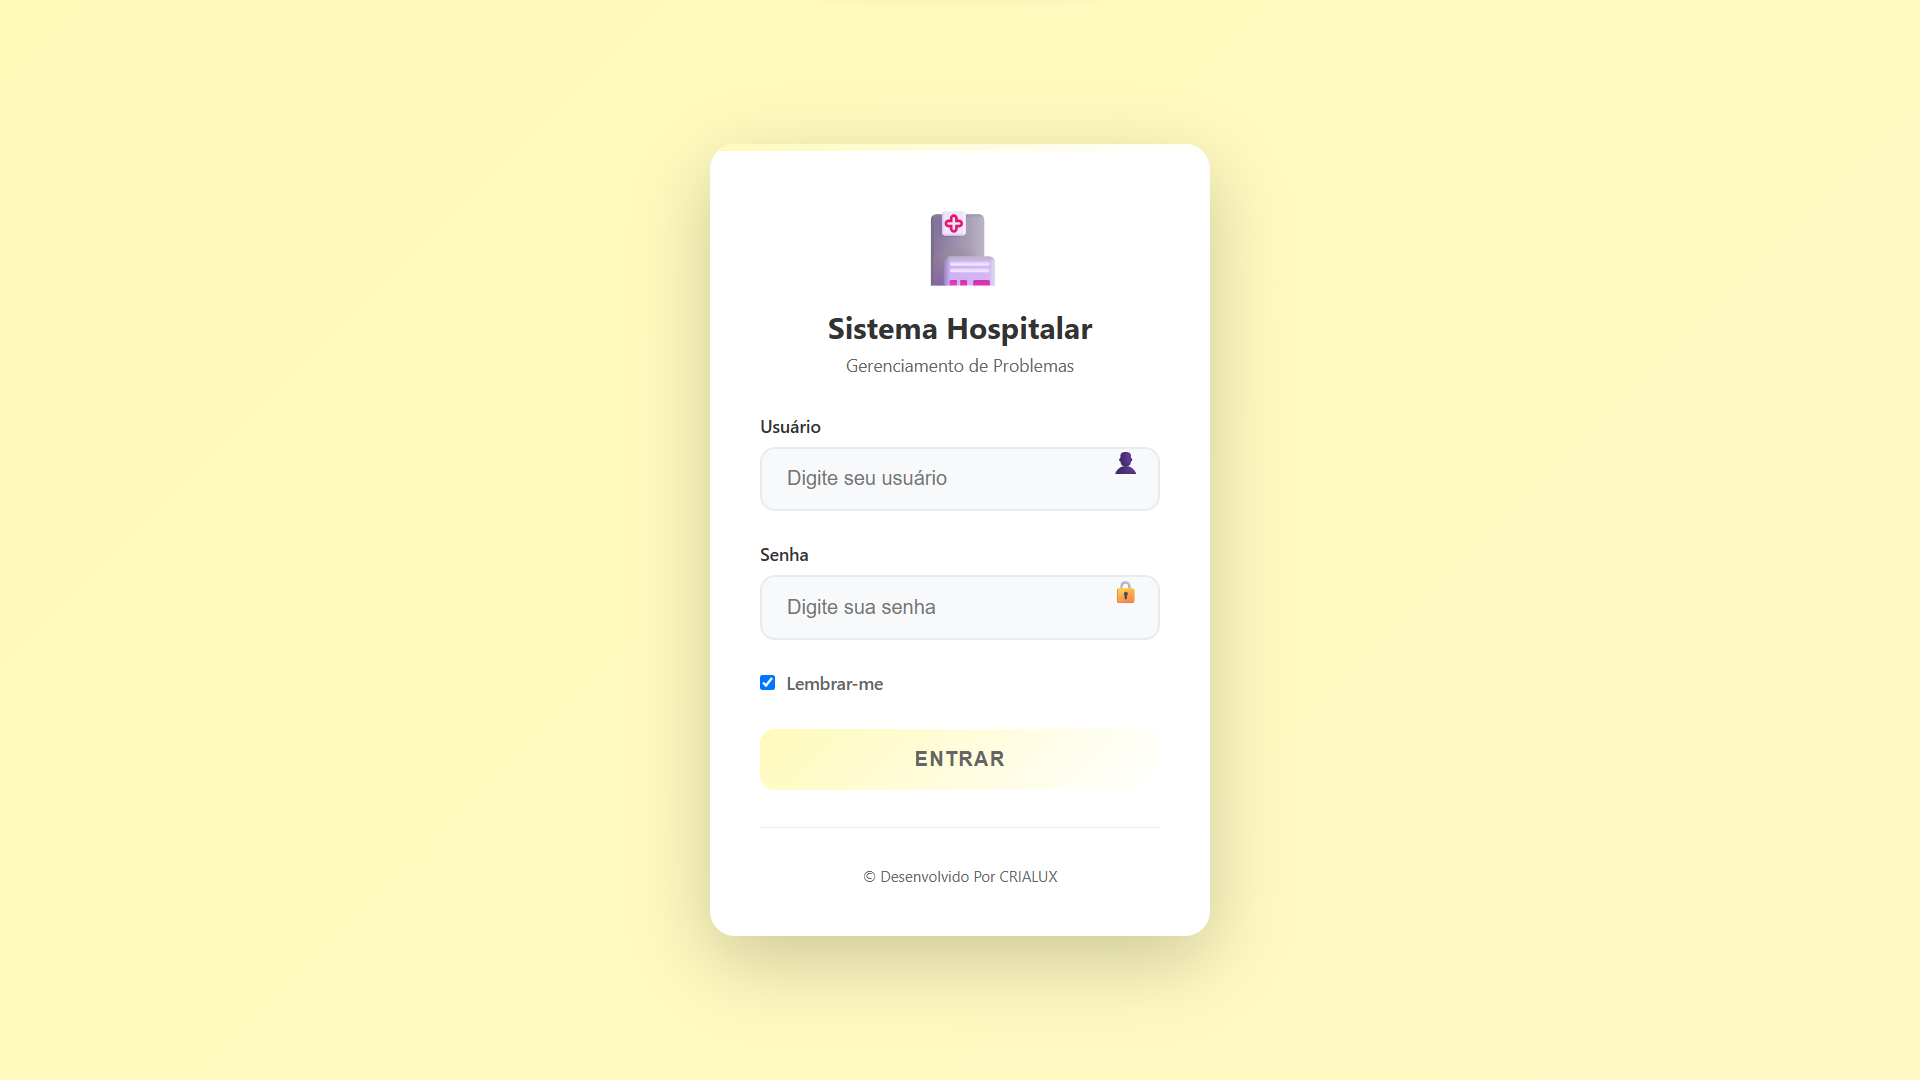 Sistema Hospitalar
Gerenciamento de Problemas
Usuário
Digite seu usuário
Senha
Digite sua senha
Lembrar-me
ENTRAR
© Desenvolvido Por CRIALUX